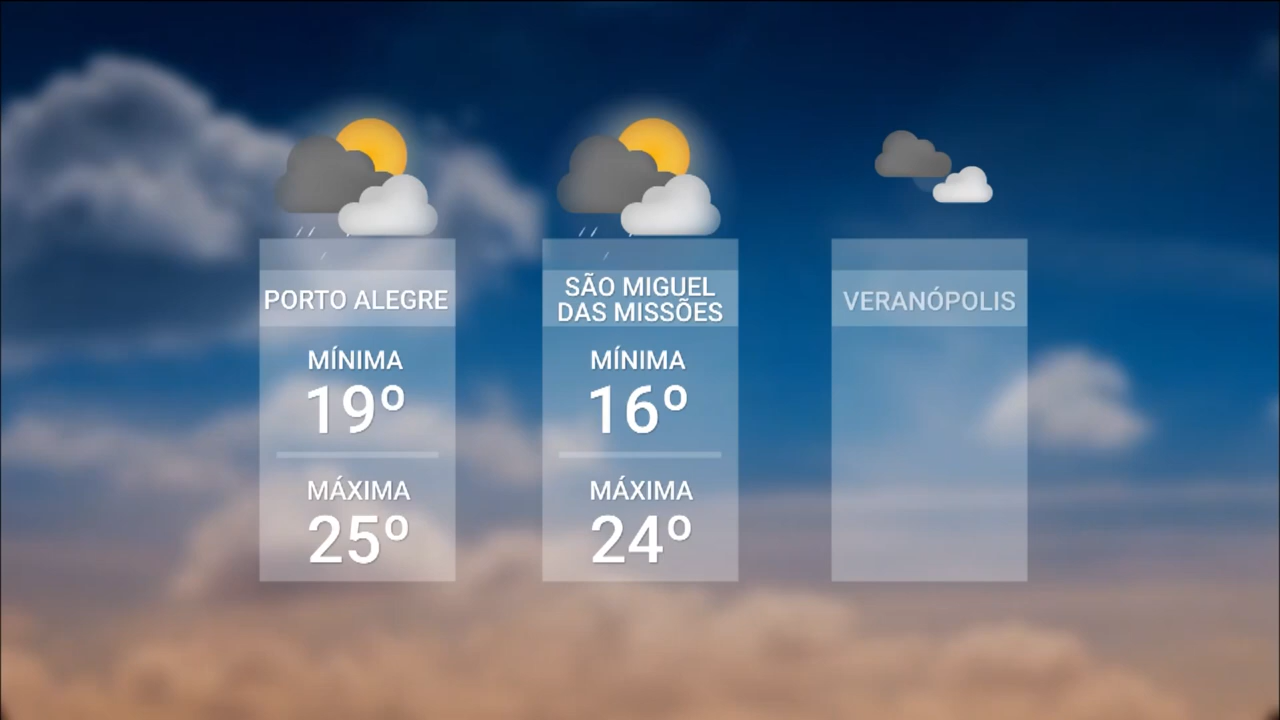 PORTO ALEGRE
MÍNIMA
19º
MÁXIMA
25º
SÃO MIGUEL
DAS MISSÕES
MÍNIMA
16º
MÁXIMA
24º
VERANÓPOLIS